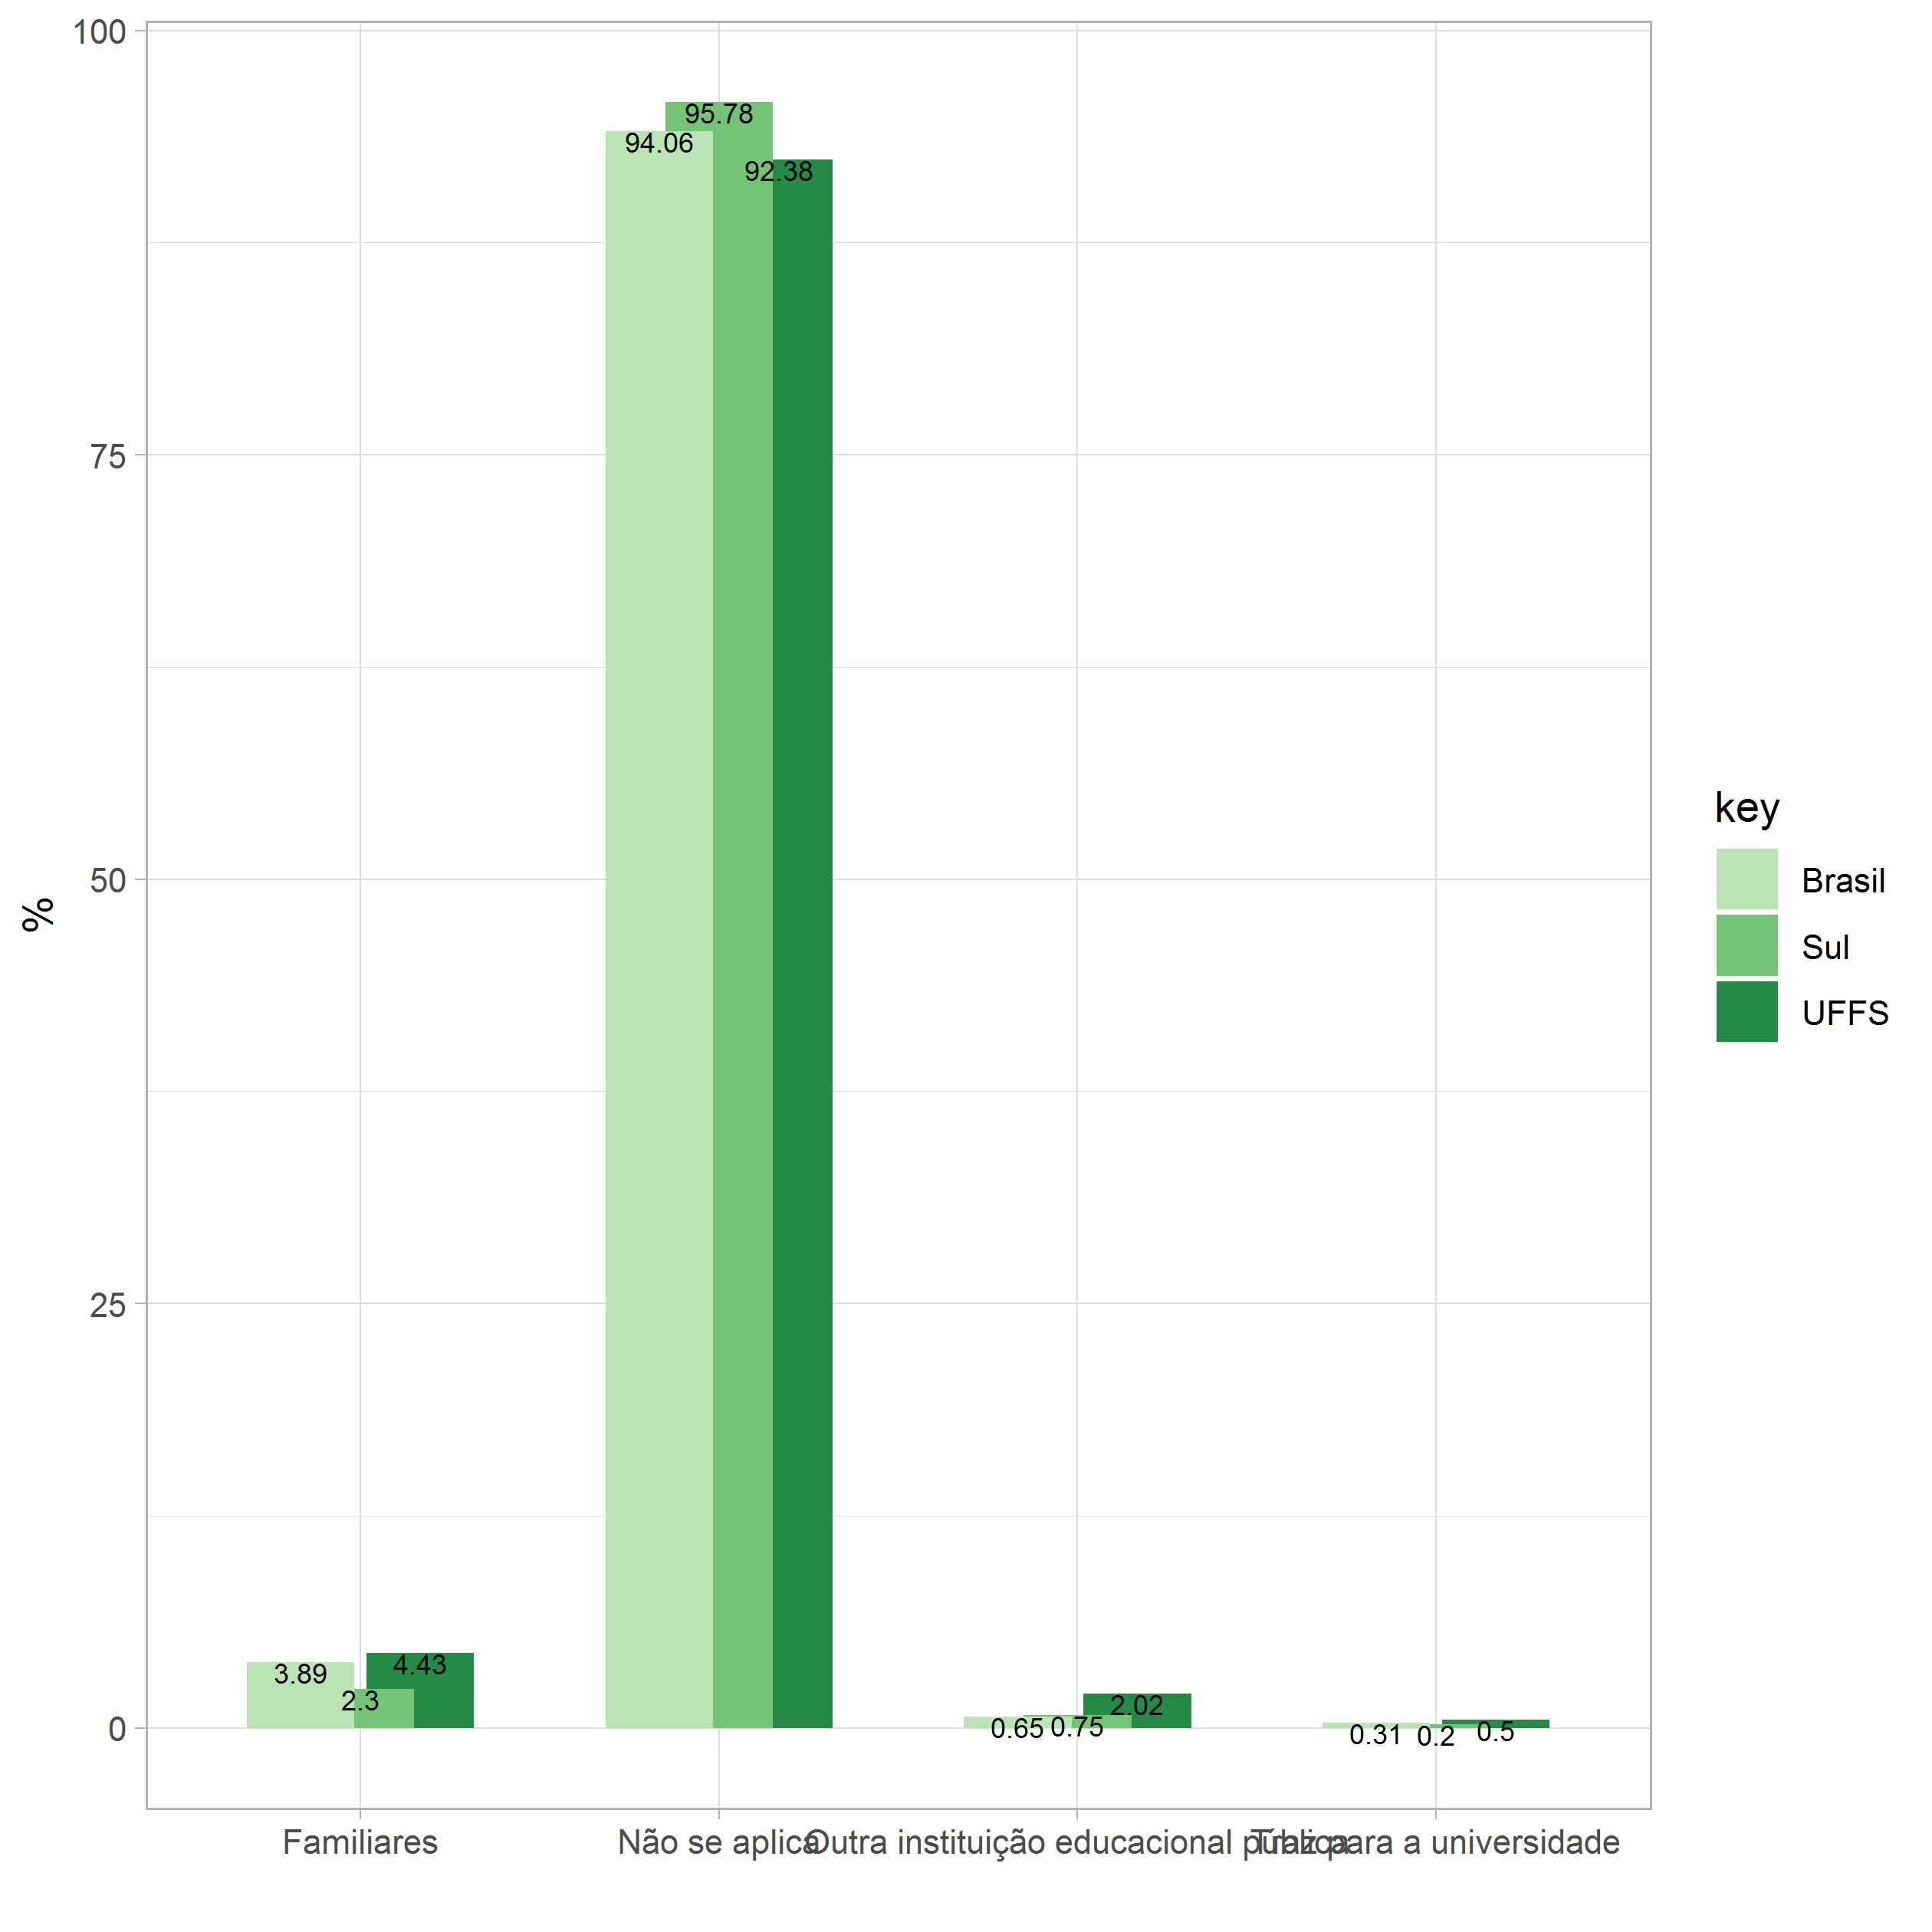 100
75
50
25
0
%
95.78
94.06
92.38
3.89
4.43
2.3
0.65
0.75
2.02
0.31
0.2
0.5
Familiares
Não se aplica
Outra instituição educacional pública
Traz para a universidade
key
Brasil
Sul
UFFS